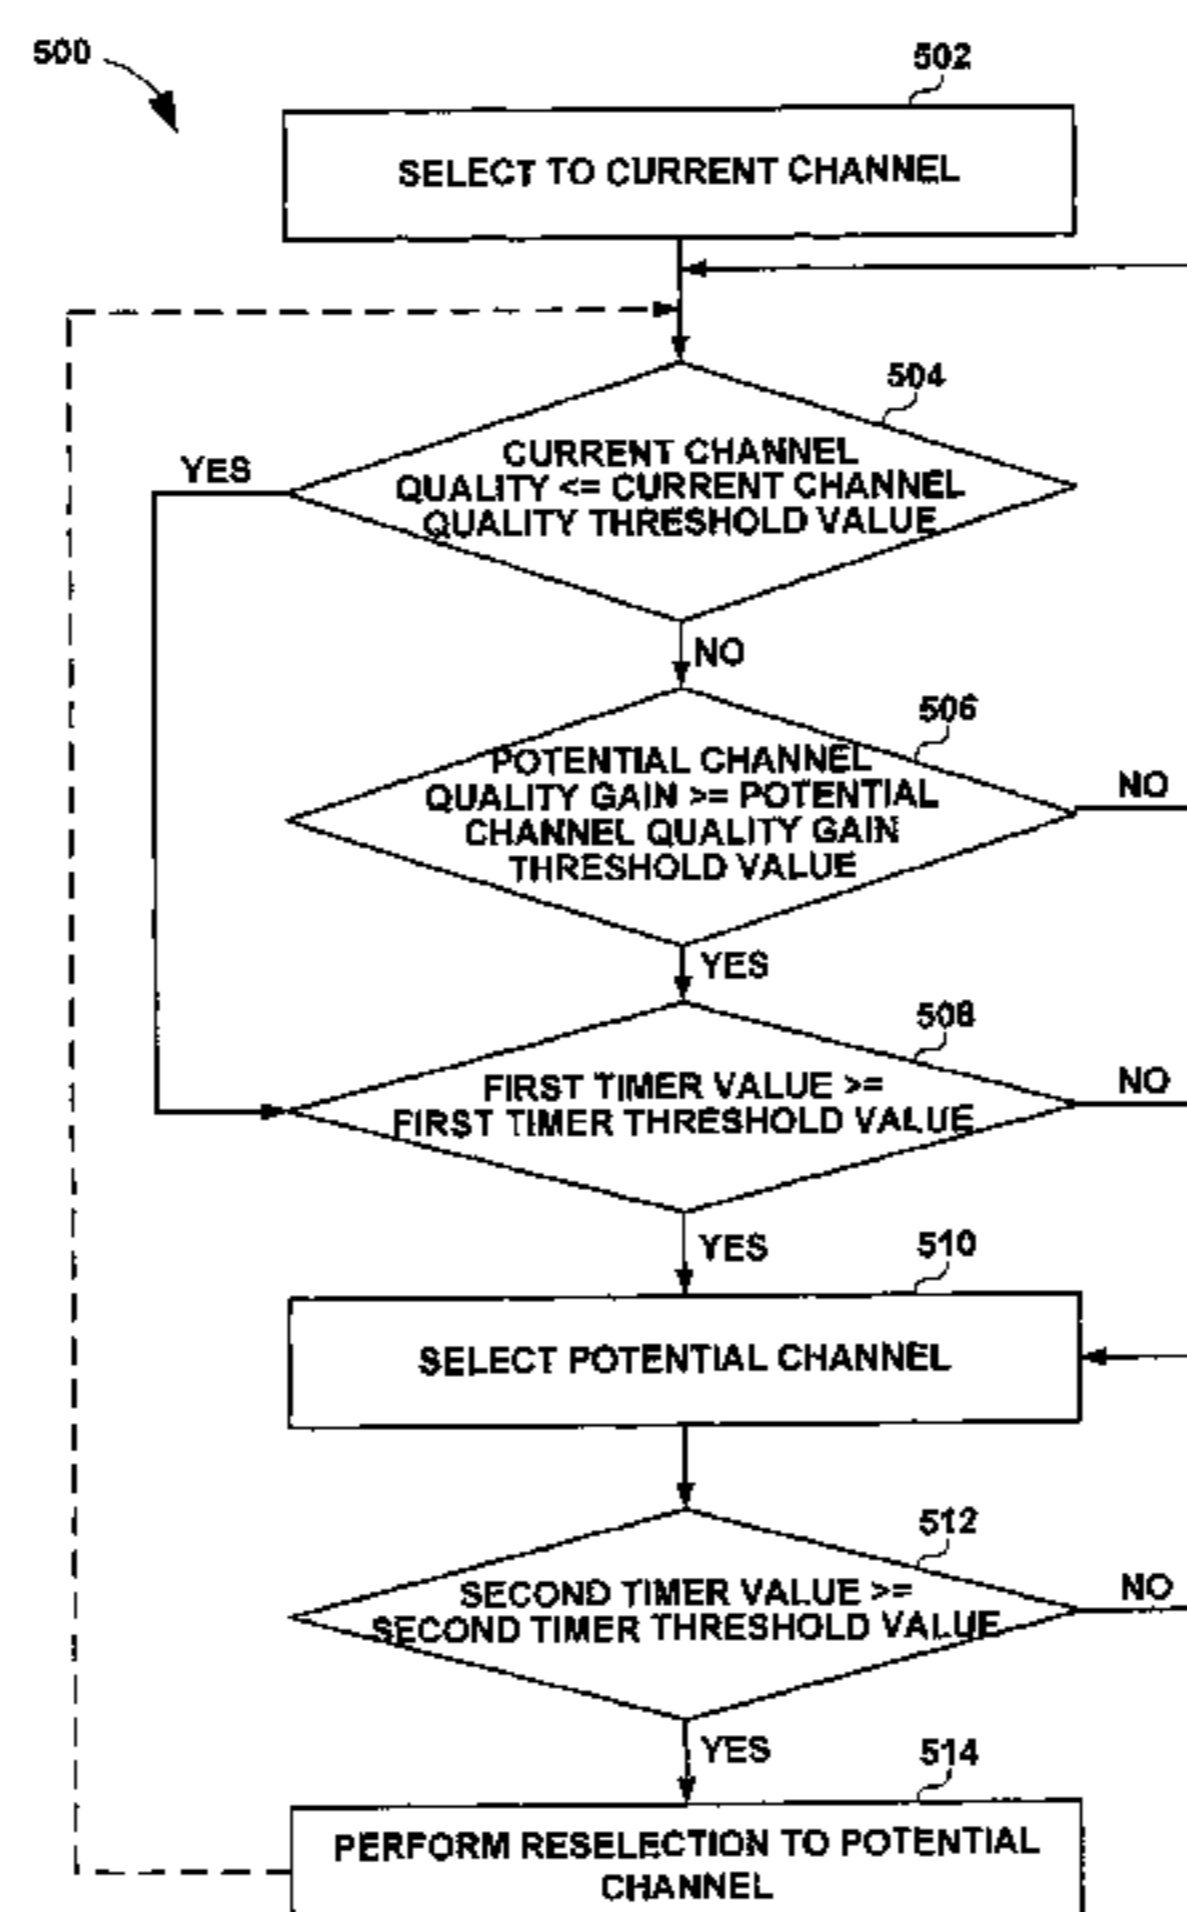 500
502
SELECT TO CURRENT CHANNEL
504
CURRENT CHANNEL
QUALITY <= CURRENT CHANNEL
QUALITY THRESHOLD VALUE
YES
NO
506
POTENTIAL CHANNEL
QUALITY GAIN >= POTENTIAL
CHANNEL QUALITY GAIN
THRESHOLD VALUE
NO
YES
508
FIRST TIMER VALUE >=
FIRST TIMER THRESHOLD VALUE
NO
YES
510
SELECT POTENTIAL CHANNEL
512
SECOND TIMER VALUE >=
SECOND TIMER THRESHOLD VALUE
NO
YES
514
PERFORM RESELECTION TO POTENTIAL
CHANNEL